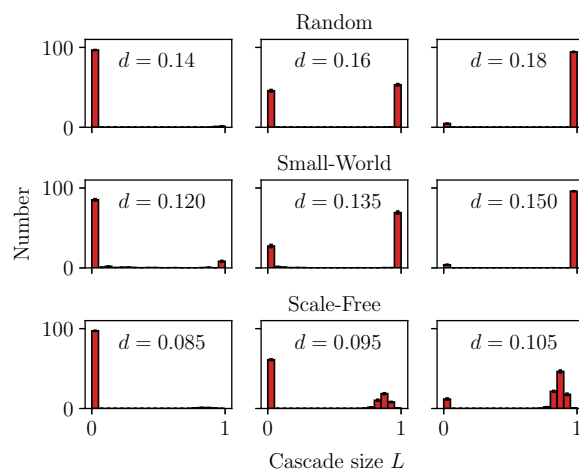 Random
100
0
d = 0.14
d = 0.16
d = 0.18
Small-World
Number
100
0
d = 0.120
d = 0.135
d = 0.150
Scale-Free
100
0
d = 0.085
d = 0.095
d = 0.105
0 1 0 1 0 1
Cascade size L